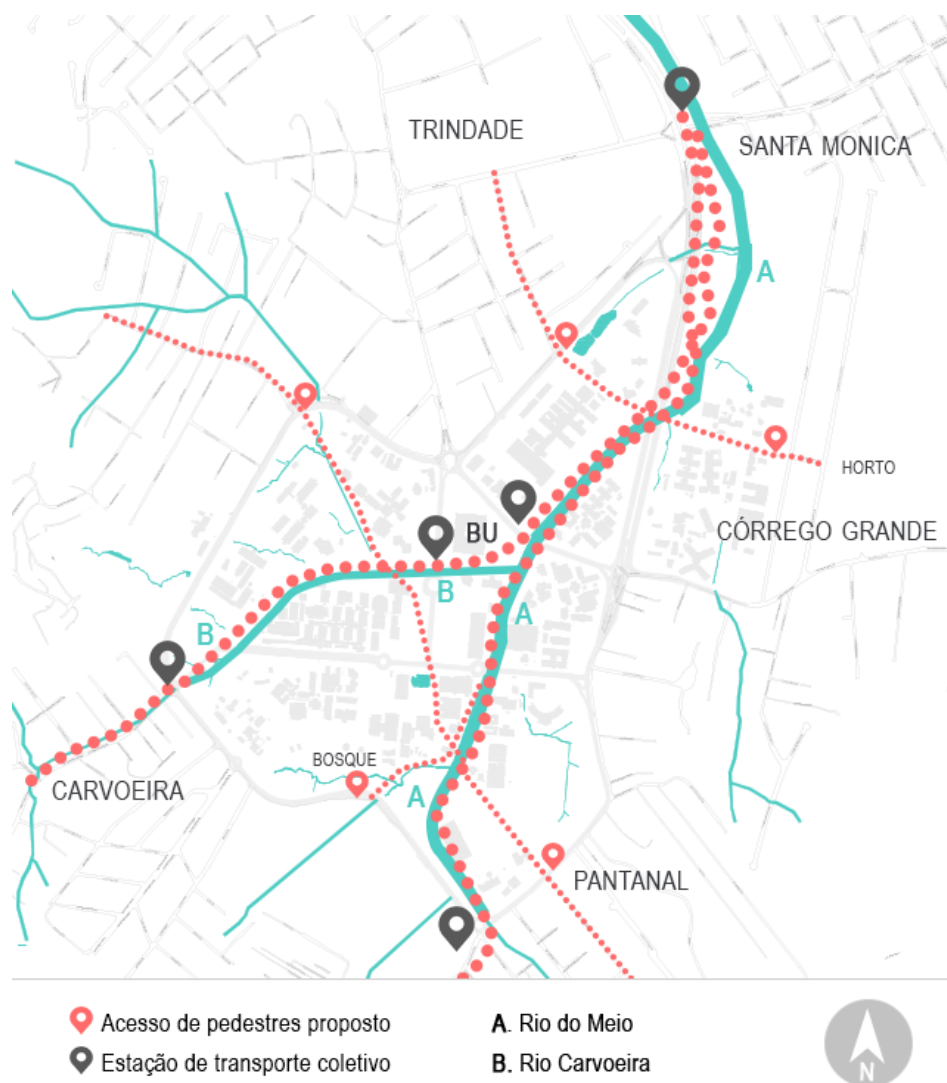 TRINDADE
SANTA MONICA
A
HORTO
BU
CÓRREGO GRANDE
B
A
B
BOSQUE
CARVOEIRA
A
PANTANAL
Acesso de pedestres proposto
A. Rio do Meio
Estação de transporte coletivo
B. Rio Carvoeira
N